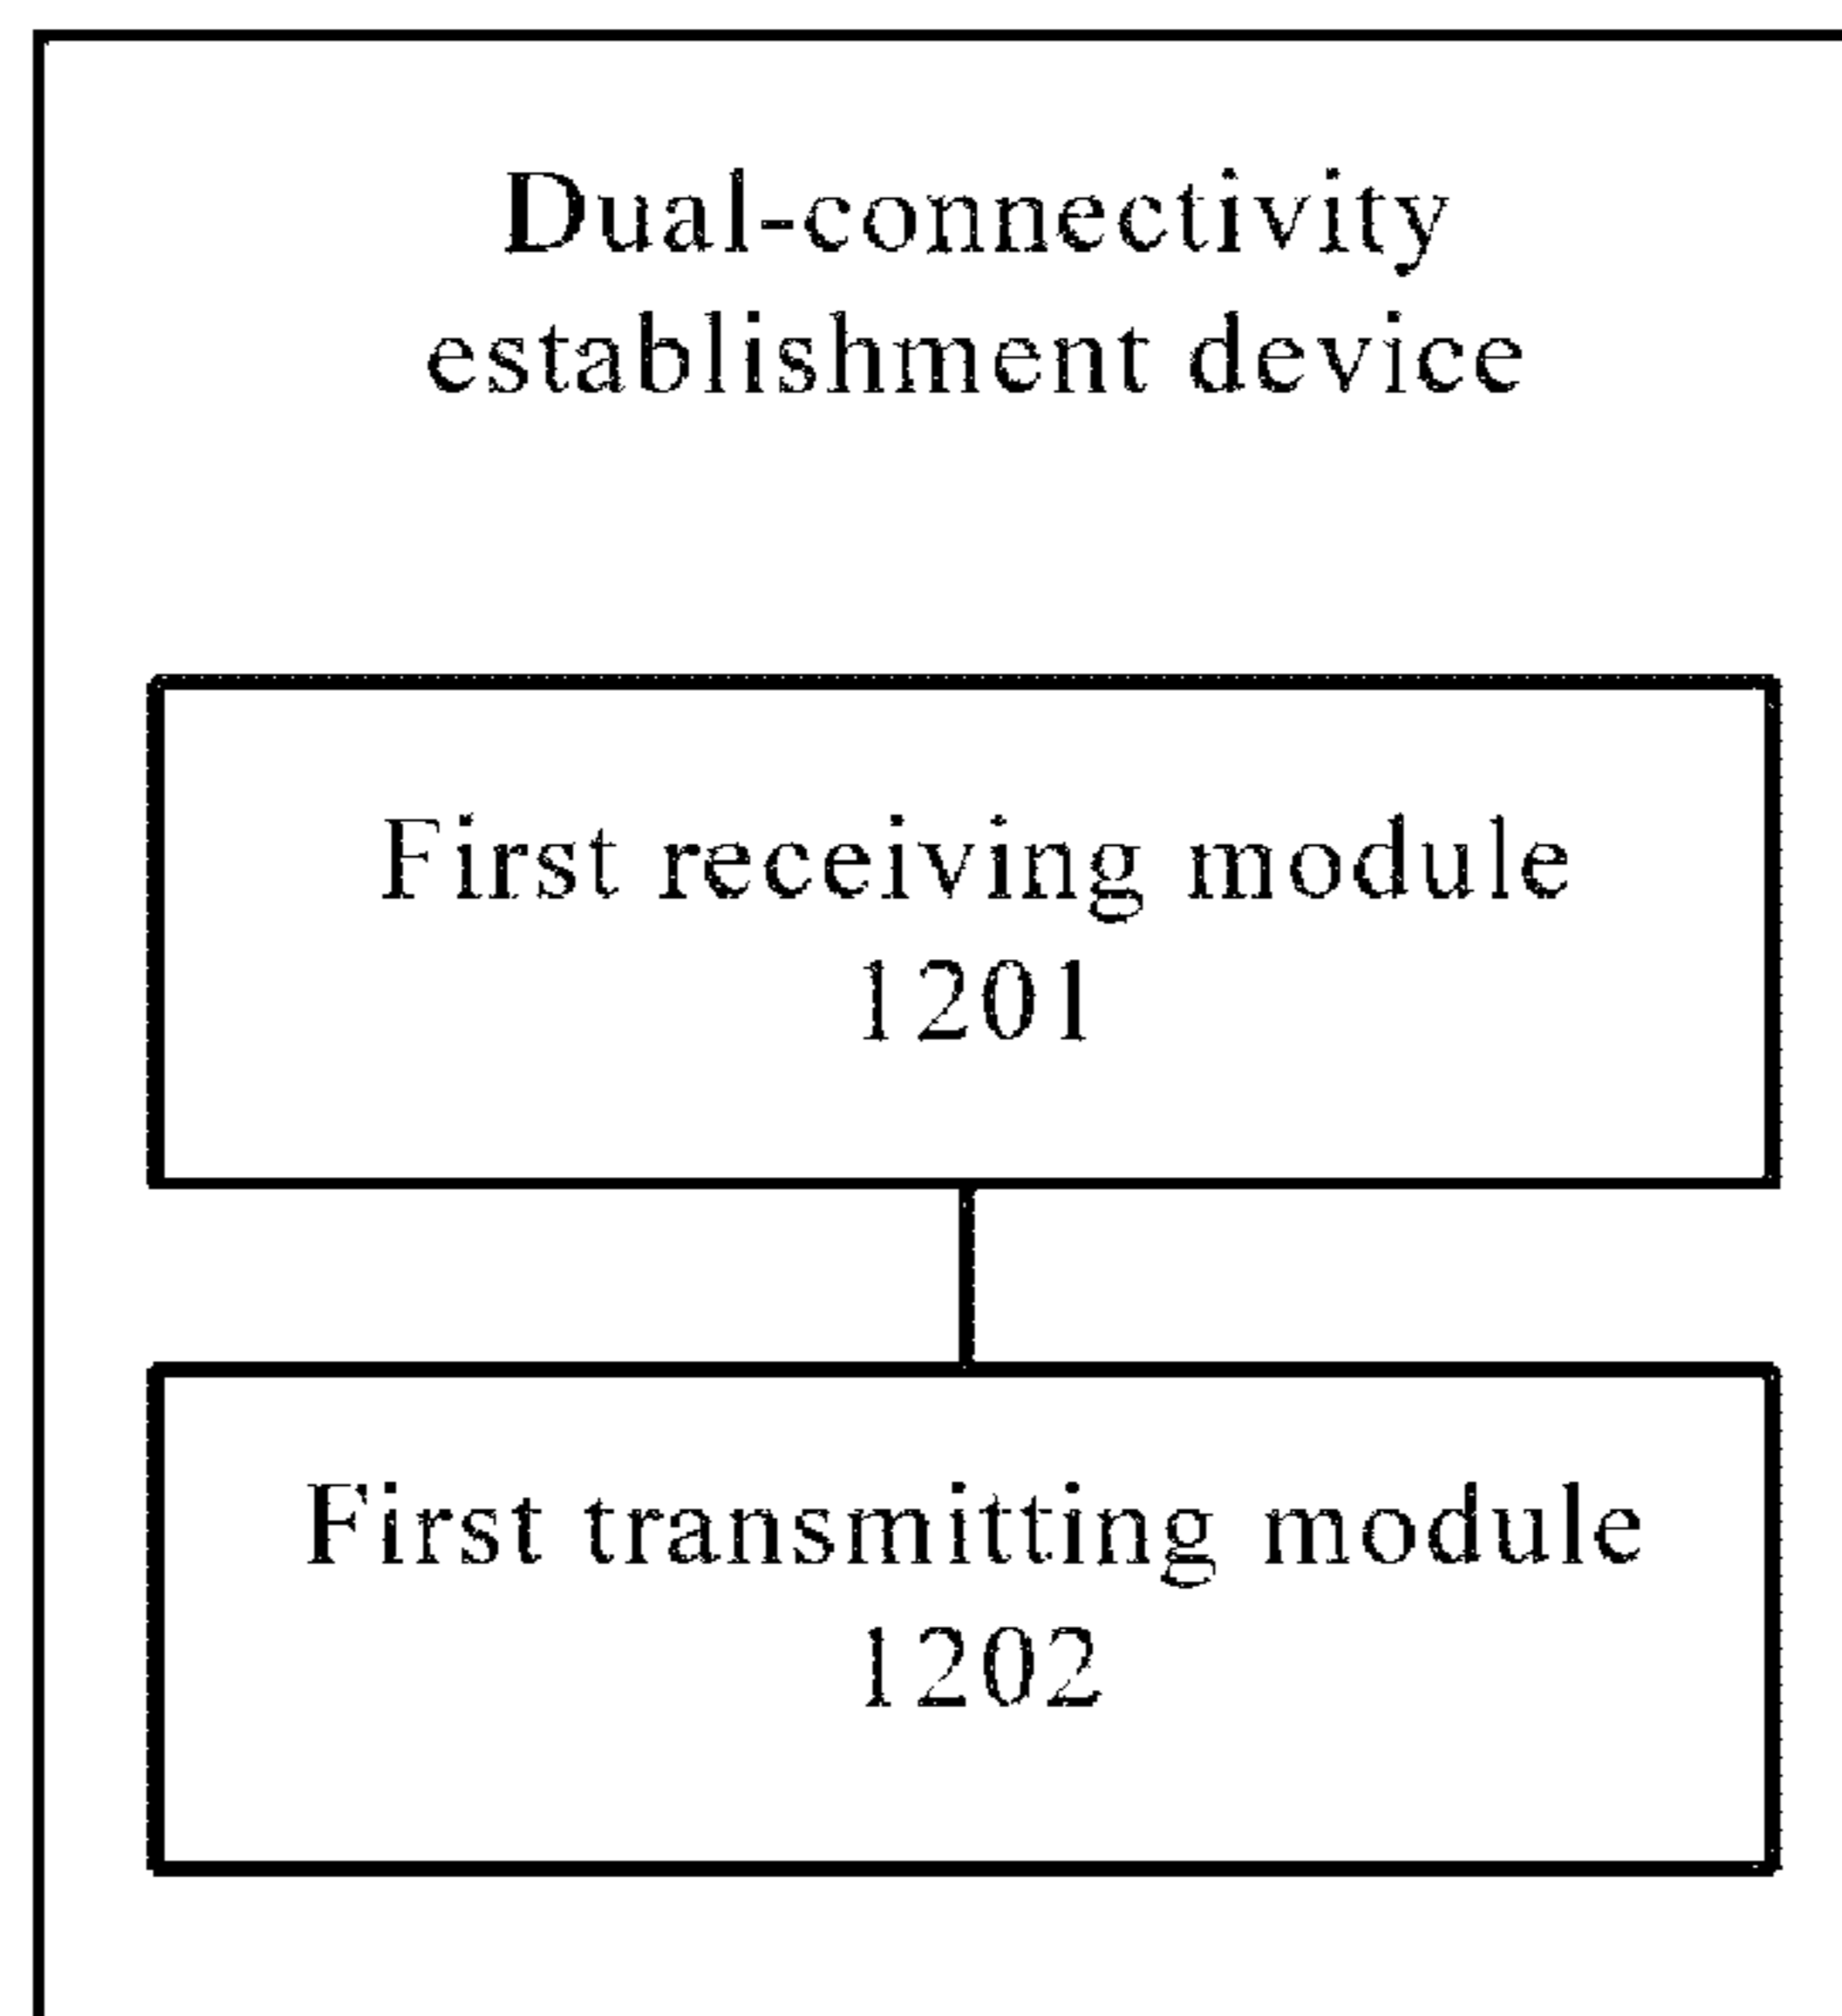 Dual-connectivity
establishment device
First receiving module
1201
First transmitting module
1202